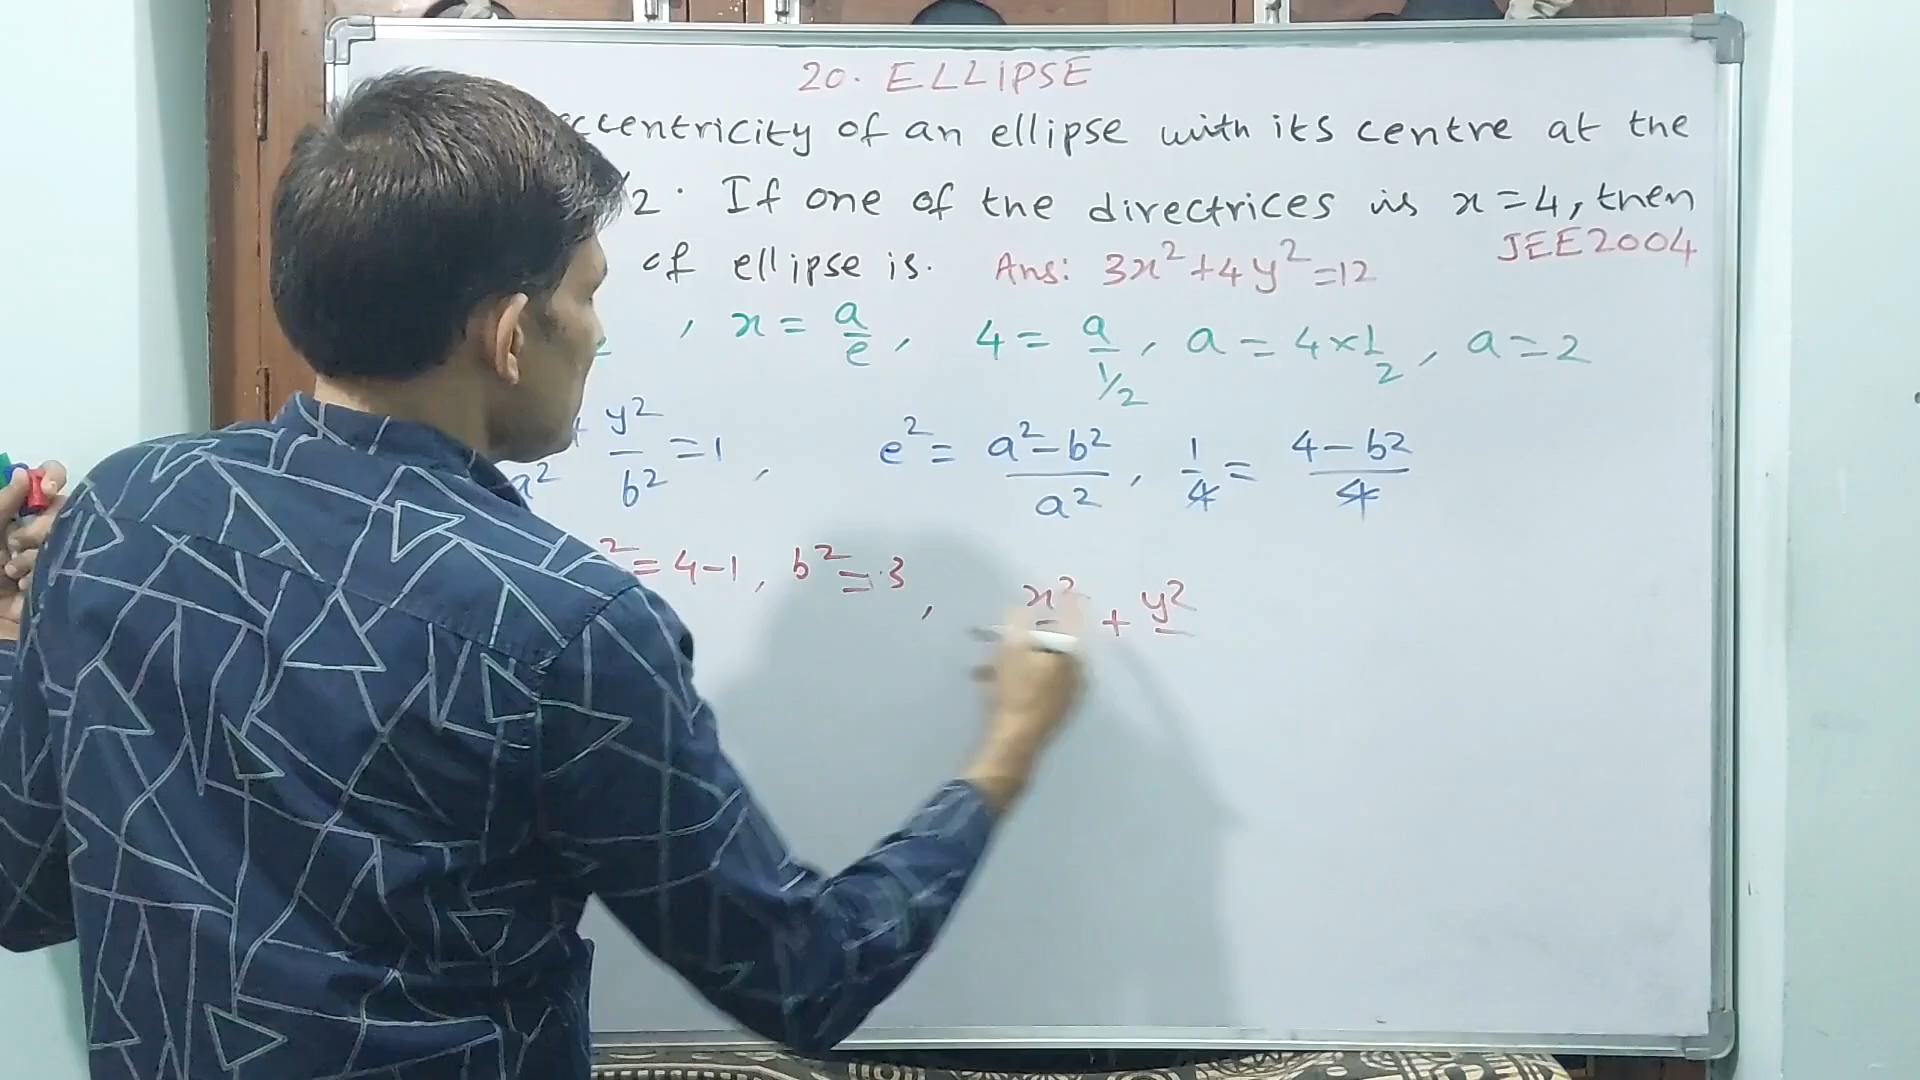 20. ELLIPSE
ccentricity of an ellipse with its centre at the
/2. If one of the directrices is x=4, then
of ellipse is. Ans: 3x²+4y²=12 JEE2004
, x = a/e, 4 = a/(1/2), a = 4×1/2, a=2
a² + y²/b² = 1, e² = (a²-b²)/a², 1/4 = (4-b²)/4
² = 4-1, b² = 3, x² + y²